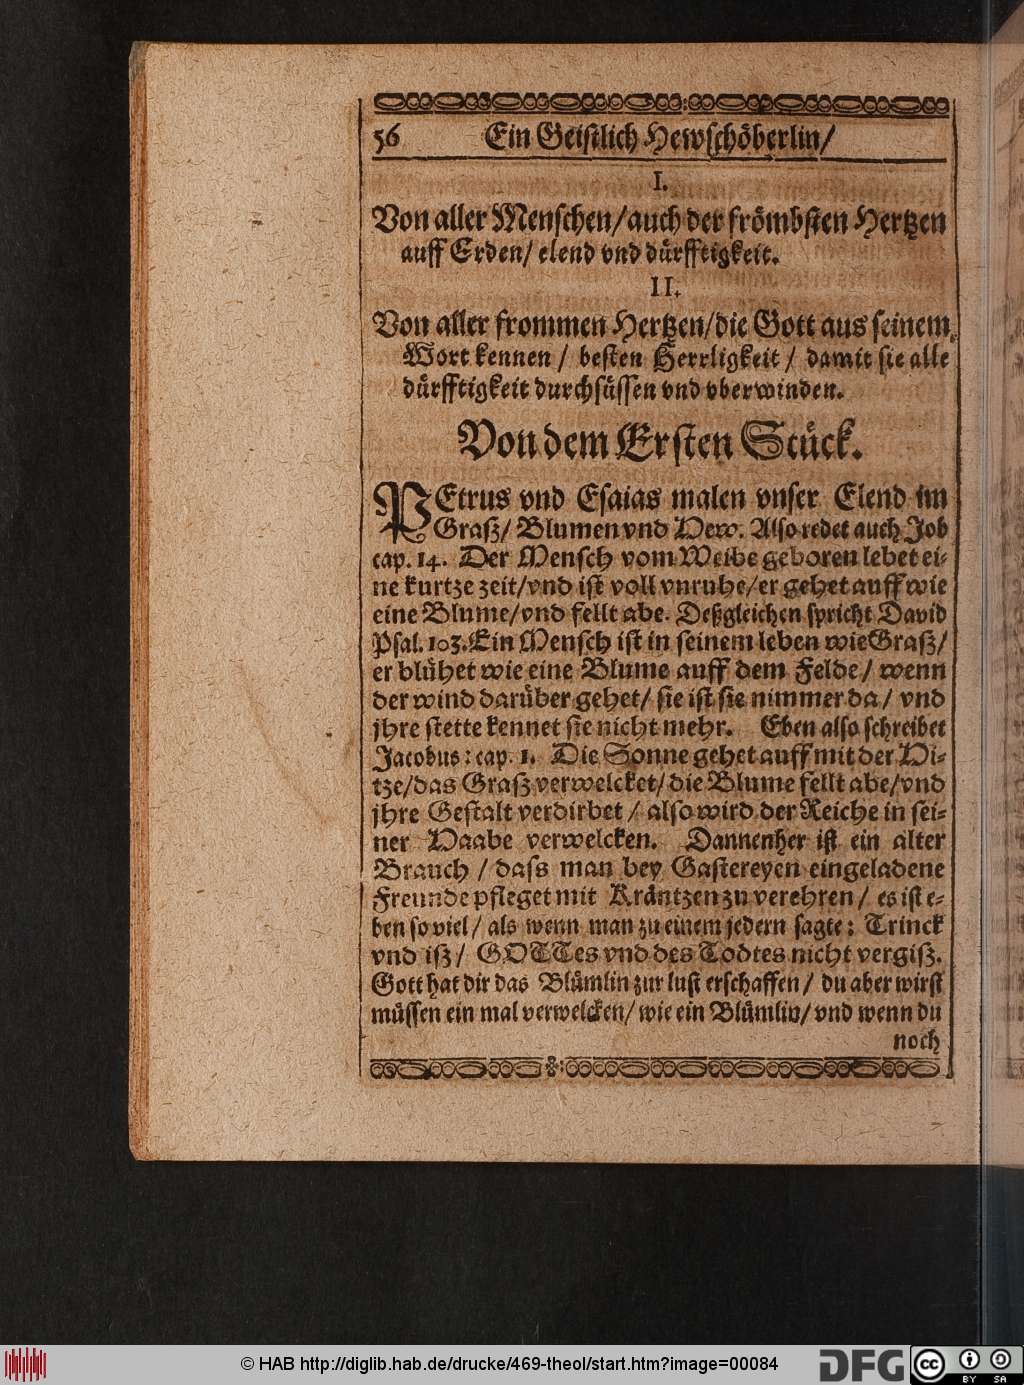 56 Ein Geistlich Hewschöberlin/
I.
Von aller Menschen/auch der frömbsten Hertzen
auff Erden/ elend vnd dürfftigkeit.
II.
Von aller frommen Hertzen/die Gott aus seinem
Wort kennen / besten Herrligkeit / damit sie alle
dürfftigkeit durchsüssen vnd vberwinden.
Von dem Ersten Stück.
PEtrus vnd Esaias malen vnser Elend im
Graß/ Blumen vnd Hew. Also redet auch Job
cap. 14. Der Mensch vom Weibe geboren lebet ei-
ne kurtze zeit/vnd ist voll vnruhe/er gehet auff wie
eine Blume/vnd fellt abe. Deßgleichen spricht David
Psal. 103. Ein Mensch ist in seinem leben wie Graß/
er blühet wie eine Blume auff dem Felde/ wenn
der wind darüber gehet/ sie ist sie nimmer da/ vnd
jhre stette kennet sie nicht mehr. Eben also schreibet
Jacobus: cap. 1. Die Sonne gehet auff mit der Hi-
tze/das Graß verwelcket/ die Blume fellt abe/vnd
jhre Gestalt verdirbet / also wird der Reiche in sei-
ner Haabe verwelcken. Dannenher ist ein alter
Brauch / dass man bey Gastereyen eingeladene
Freunde pfleget mit Kräntzen zu verehren/ es ist e-
ben so viel/ als wenn man zu einem jedern sagte: Trinck
vnd iß/ GOTTes vnd des Todtes nicht vergiß.
Gott hat dir das Blümlin zur lust erschaffen/ du aber wirst
müssen ein mal verwelcken/ wie ein Blümlin/ vnd wenn du
noch
© HAB http://diglib.hab.de/drucke/469-theol/start.htm?image=00084
DFG
cc BY SA